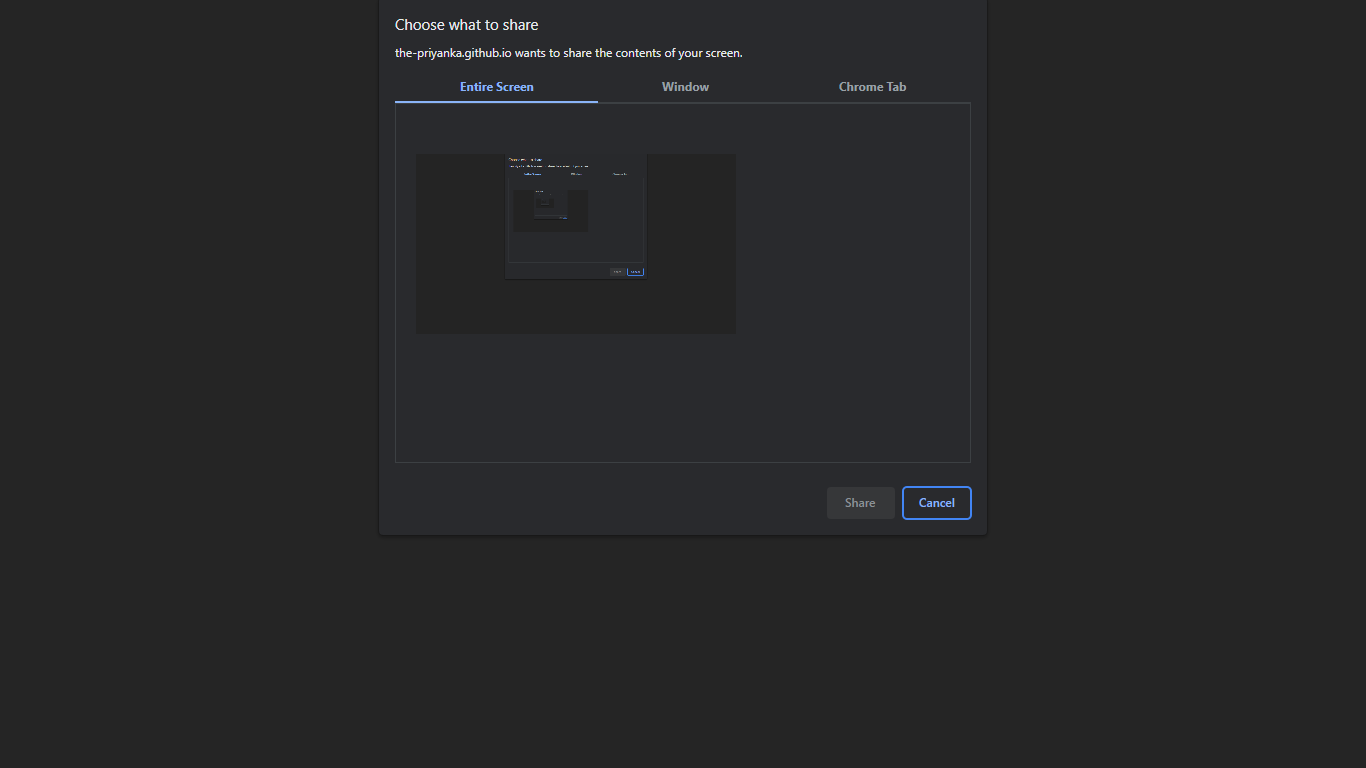 Choose what to share
the-priyanka.github.io wants to share the contents of your screen.
Entire Screen
Window
Chrome Tab
Share
Cancel